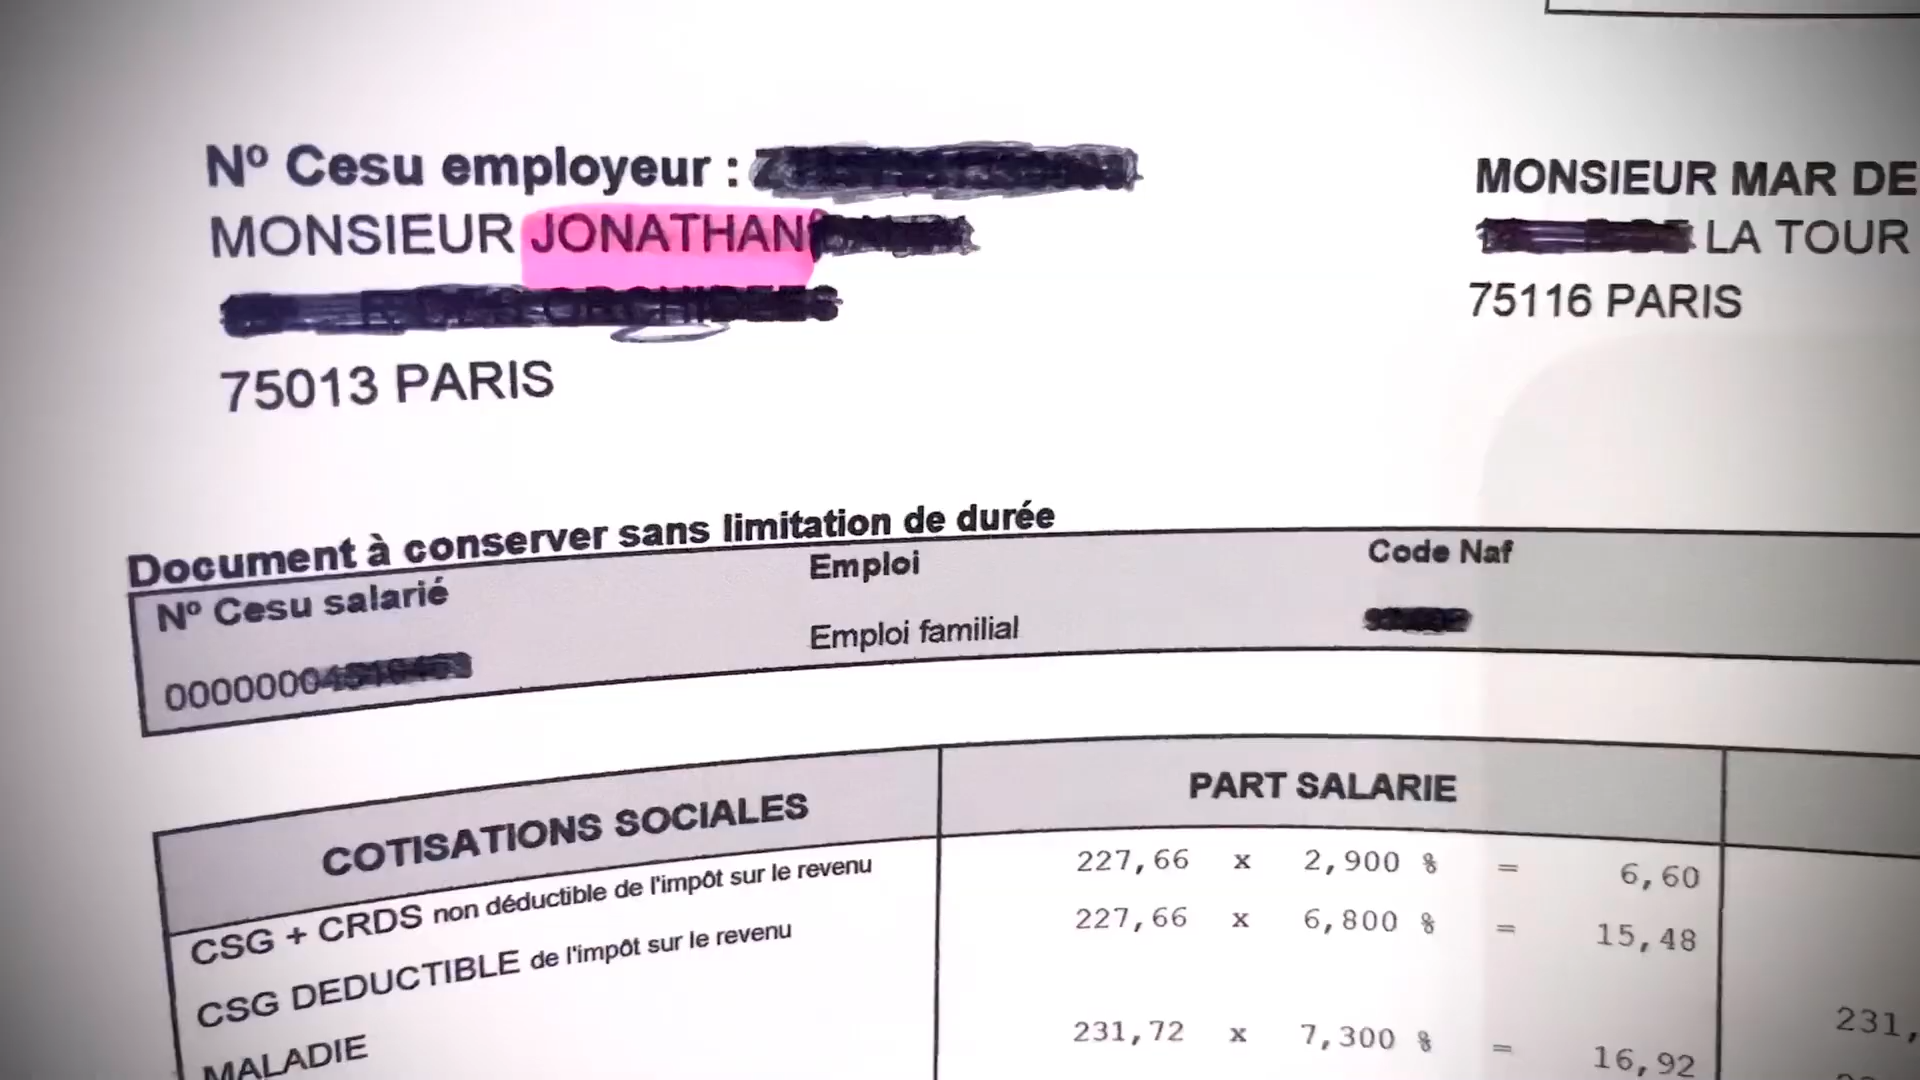 Nº Cesu employeur :
MONSIEUR JONATHAN
75013 PARIS
MONSIEUR MAR DE
LA TOUR
75116 PARIS
Document à conserver sans limitation de durée
Nº Cesu salarié Emploi Code Naf
0000000 Emploi familial
COTISATIONS SOCIALES PART SALARIE
CSG + CRDS non déductible de l'impôt sur le revenu 227,66 x 2,900 % = 6,60
CSG DEDUCTIBLE de l'impôt sur le revenu 227,66 x 6,800 % = 15,48
MALADIE 231,72 x 7,300 % = 16,92 231,